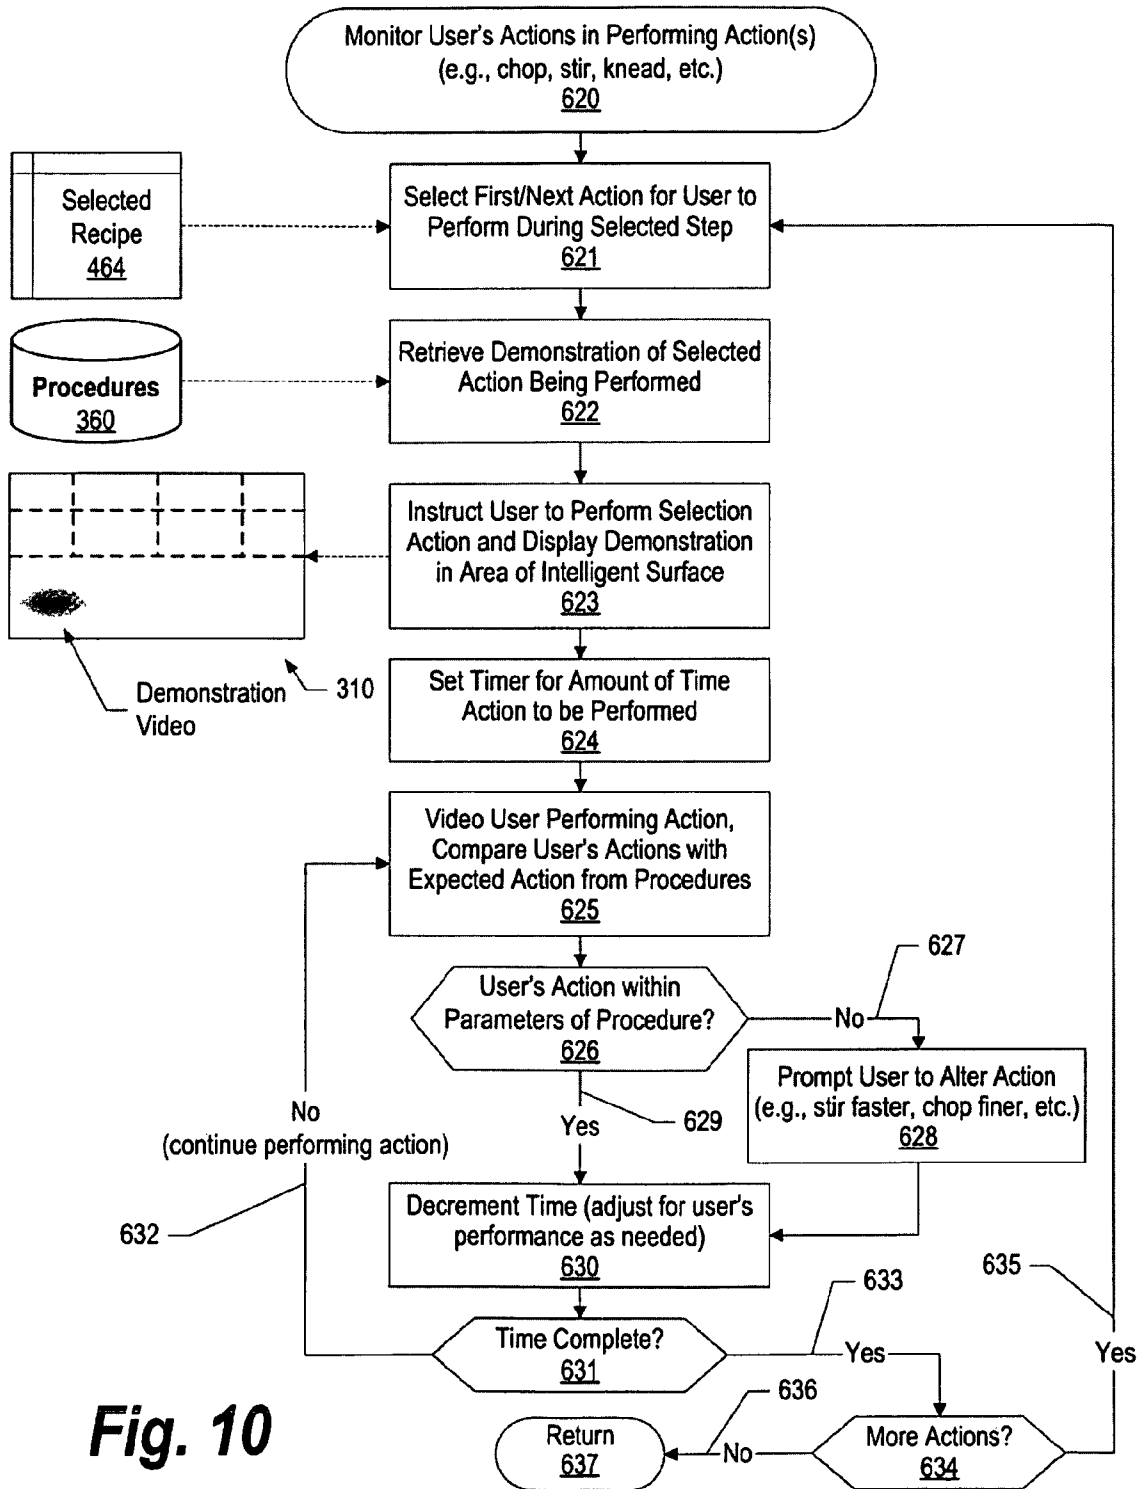 Monitor User's Actions in Performing Action(s)
(e.g., chop, stir, knead, etc.)
620
Selected
Recipe
464
Select First/Next Action for User to
Perform During Selected Step
621
Procedures
360
Retrieve Demonstration of Selected
Action Being Performed
622
Instruct User to Perform Selection
Action and Display Demonstration
in Area of Intelligent Surface
623
Demonstration
Video
310
Set Timer for Amount of Time
Action to be Performed
624
Video User Performing Action,
Compare User's Actions with
Expected Action from Procedures
625
User's Action within
Parameters of Procedure?
626
627
No
Prompt User to Alter Action
(e.g., stir faster, chop finer, etc.)
628
629
Yes
No
(continue performing action)
632
Decrement Time (adjust for user's
performance as needed)
630
Time Complete?
631
633
Yes
635
Yes
More Actions?
634
636
No
Return
637
Fig. 10